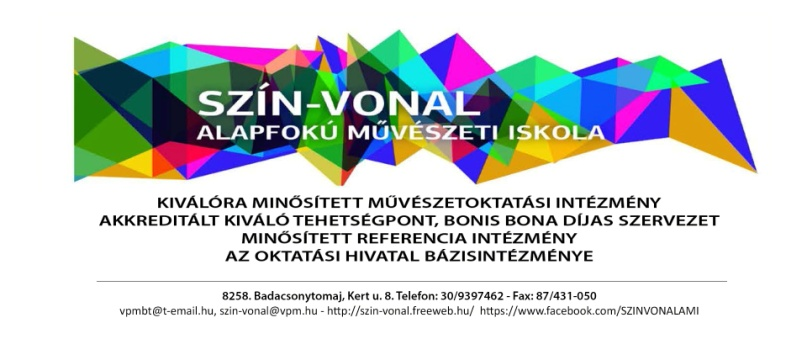 SZÍN-VONAL
ALAPFOKÚ MŰVÉSZETI ISKOLA
KIVÁLÓRA MINŐSÍTETT MŰVÉSZETOKTATÁSI INTÉZMÉNY
AKKREDITÁLT KIVÁLÓ TEHETSÉGPONT, BONIS BONA DÍJAS SZERVEZET
MINŐSÍTETT REFERENCIA INTÉZMÉNY
AZ OKTATÁSI HIVATAL BÁZISINTÉZMÉNYE
8258. Badacsonytomaj, Kert u. 8. Telefon: 30/9397462 - Fax: 87/431-050
vpmbt@t-email.hu, szin-vonal@vpm.hu - http://szin-vonal.freeweb.hu/ https://www.facebook.com/SZINVONALAMI